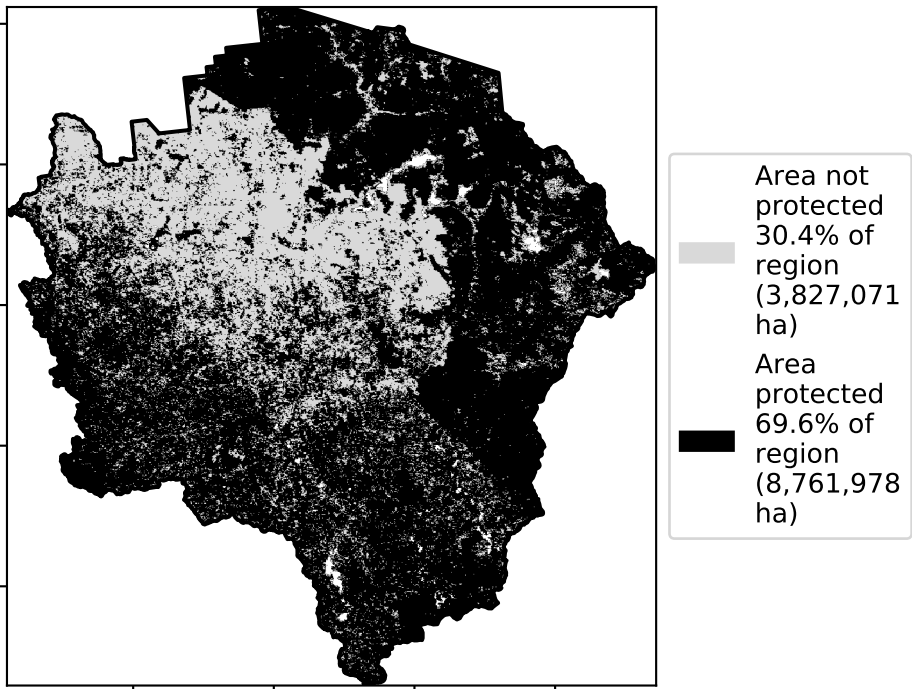 Area not
protected
30.4% of
region
(3,827,071
ha)
Area
protected
69.6% of
region
(8,761,978
ha)